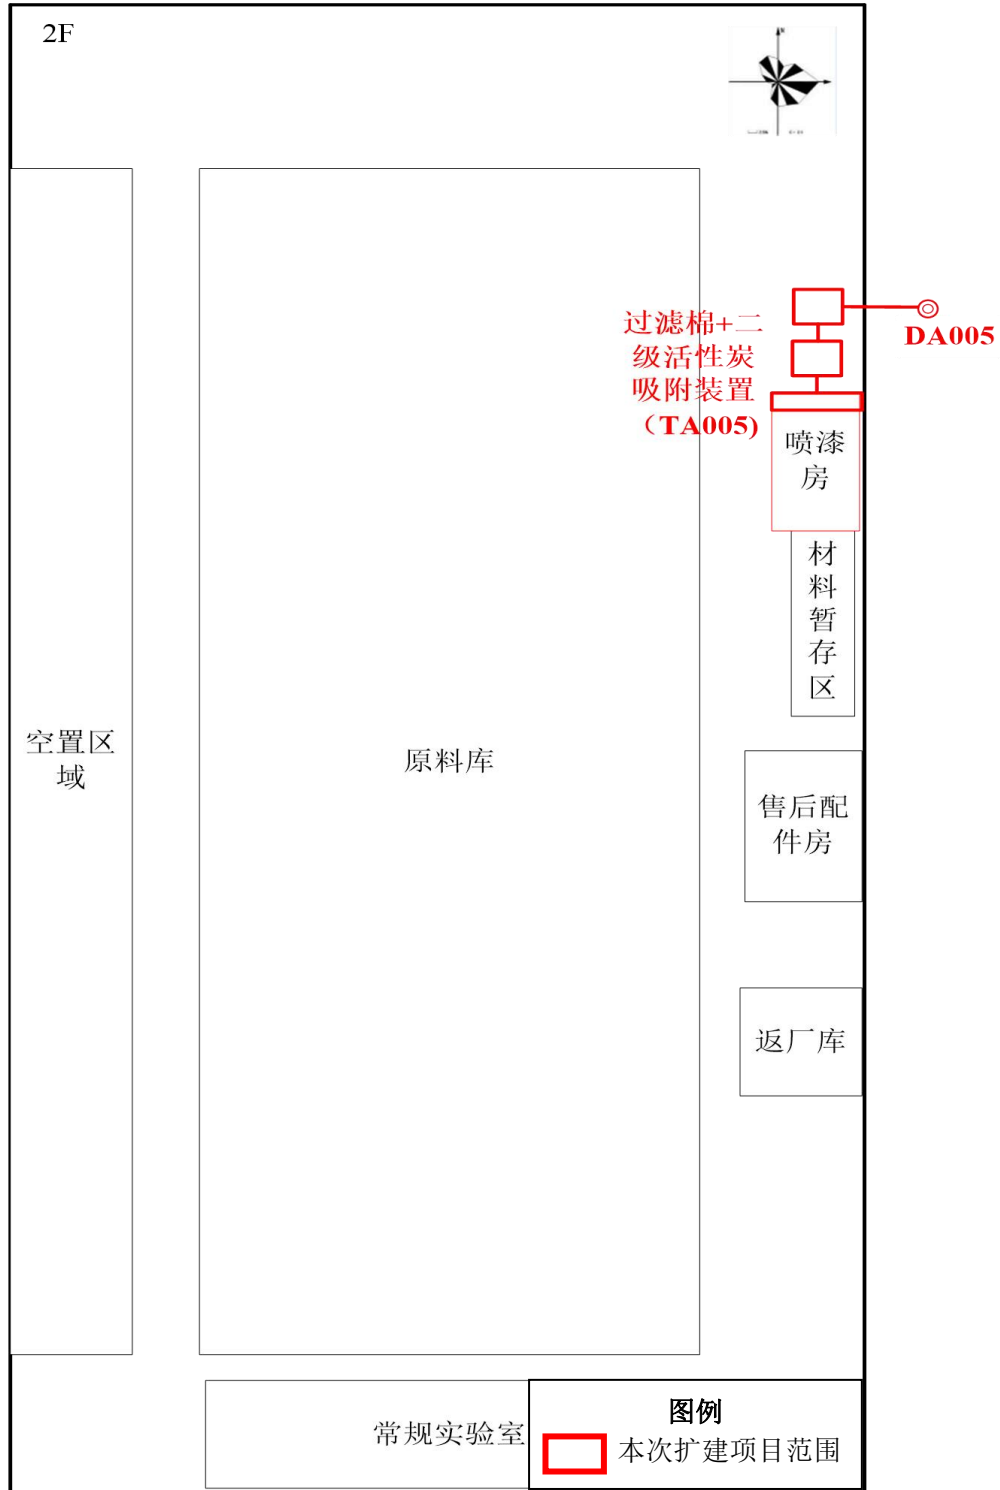 2F
N
过滤棉+二
级活性炭
吸附装置
（TA005)
DA005
喷漆
房
材
料
暂
存
区
空置区
域
原料库
售后配
件房
返厂库
常规实验室
图例
本次扩建项目范围